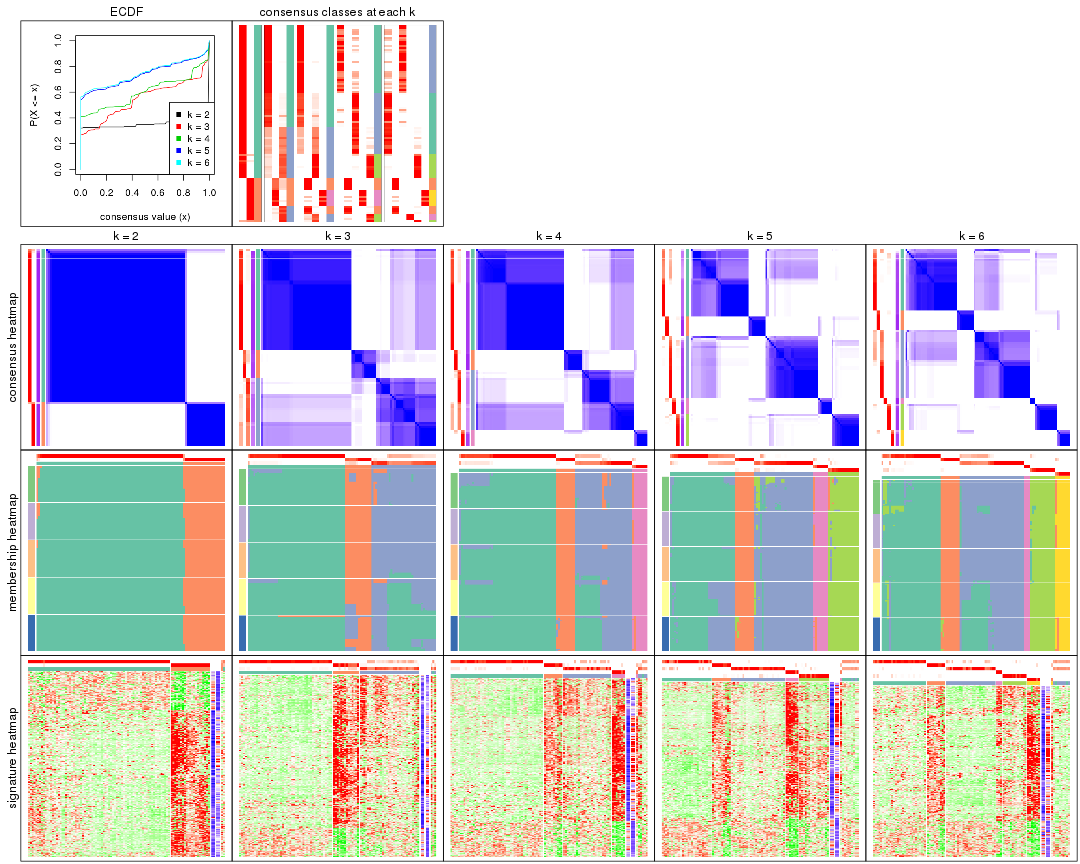 ECDF
consensus classes at each k
P(X <= x)
1.0
0.8
0.6
0.4
0.2
0.0
k = 2
k = 3
k = 4
k = 5
k = 6
0.0 0.2 0.4 0.6 0.8 1.0
consensus value (x)
k = 2
k = 3
k = 4
k = 5
k = 6
consensus heatmap
membership heatmap
signature heatmap